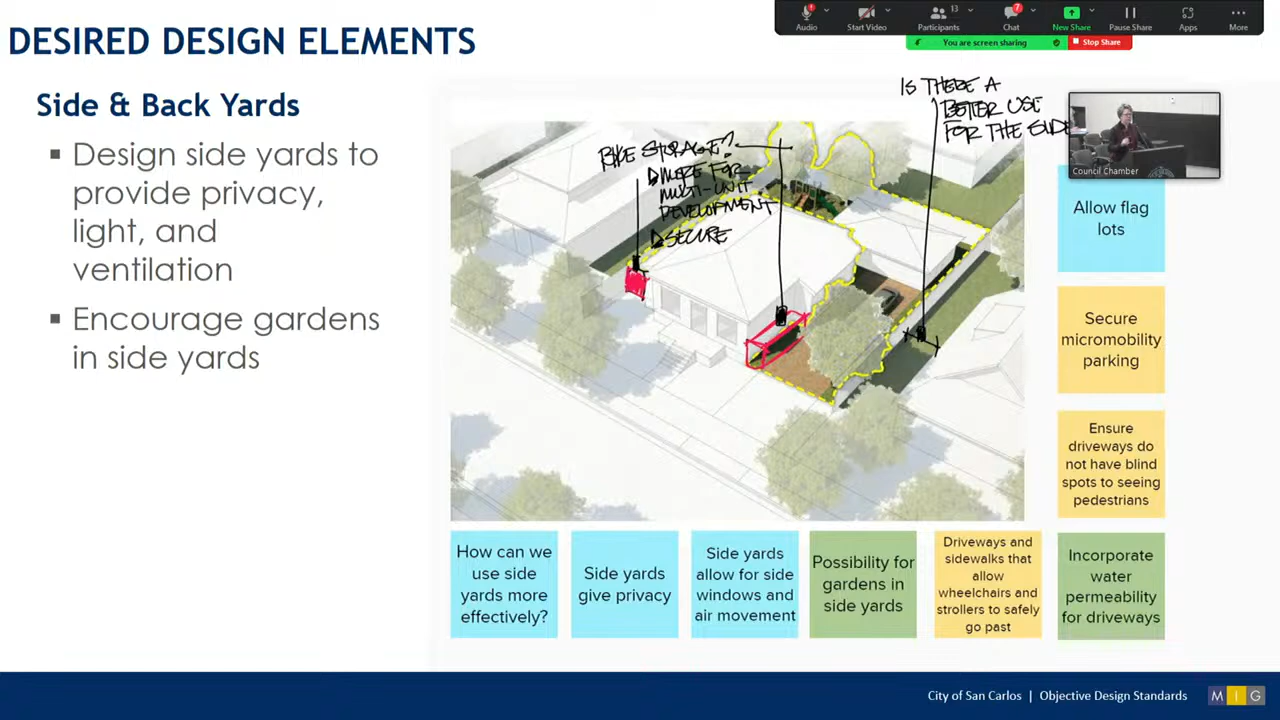 DESIRED DESIGN ELEMENTS
Audio
Start Video
13
Participants
7
Chat
New Share
Pause Share
Apps
More
You are screen sharing
Stop Share
Side & Back Yards
▪ Design side yards to
provide privacy,
light, and
ventilation
▪ Encourage gardens
in side yards
BIKE STORAGE?
MORE FOR
MULTI-UNIT
DEVELOPMENT
SECURE
IS THERE A
BETTER USE
FOR THE SIDE
Council Chamber
Allow flag
lots
Secure
micromobility
parking
Ensure
driveways do
not have blind
spots to seeing
pedestrians
How can we
use side
yards more
effectively?
Side yards
give privacy
Side yards
allow for side
windows and
air movement
Possibility for
gardens in
side yards
Driveways and
sidewalks that
allow
wheelchairs and
strollers to safely
go past
Incorporate
water
permeability
for driveways
City of San Carlos | Objective Design Standards
M I G